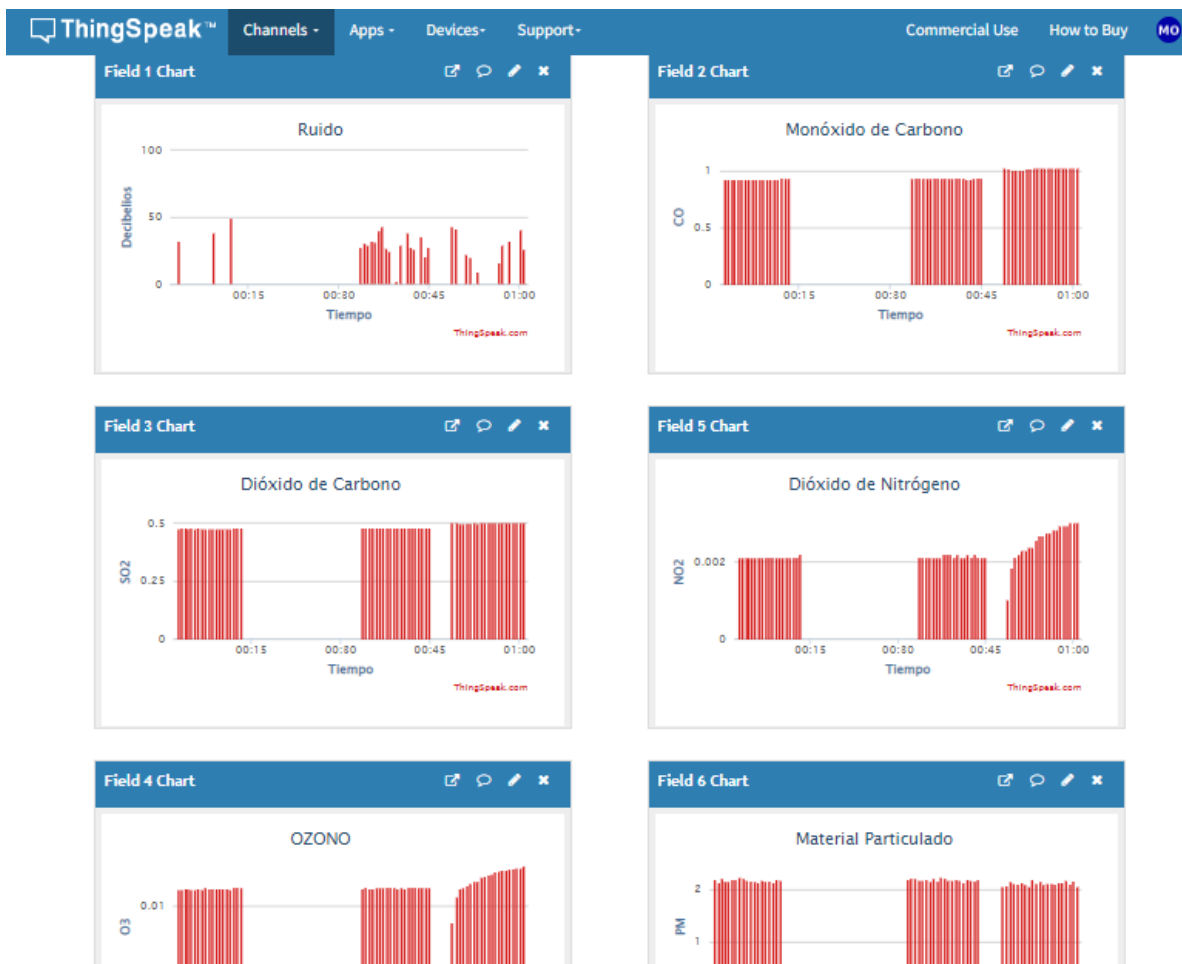 ThingSpeak™ Channels Apps Devices Support Commercial Use How to Buy MO
Field 1 Chart
Ruido
100
50
0
Decibelios
00:15 00:30 00:45 01:00
Tiempo
ThingSpeak.com
Field 2 Chart
Monóxido de Carbono
1
0.5
0
CO
00:15 00:30 00:45 01:00
Tiempo
ThingSpeak.com
Field 3 Chart
Dióxido de Carbono
0.5
0.25
0
SO2
00:15 00:30 00:45 01:00
Tiempo
ThingSpeak.com
Field 5 Chart
Dióxido de Nitrógeno
0.002
0
NO2
00:15 00:30 00:45 01:00
Tiempo
ThingSpeak.com
Field 4 Chart
OZONO
0.01
O3
Field 6 Chart
Material Particulado
2
1
PM